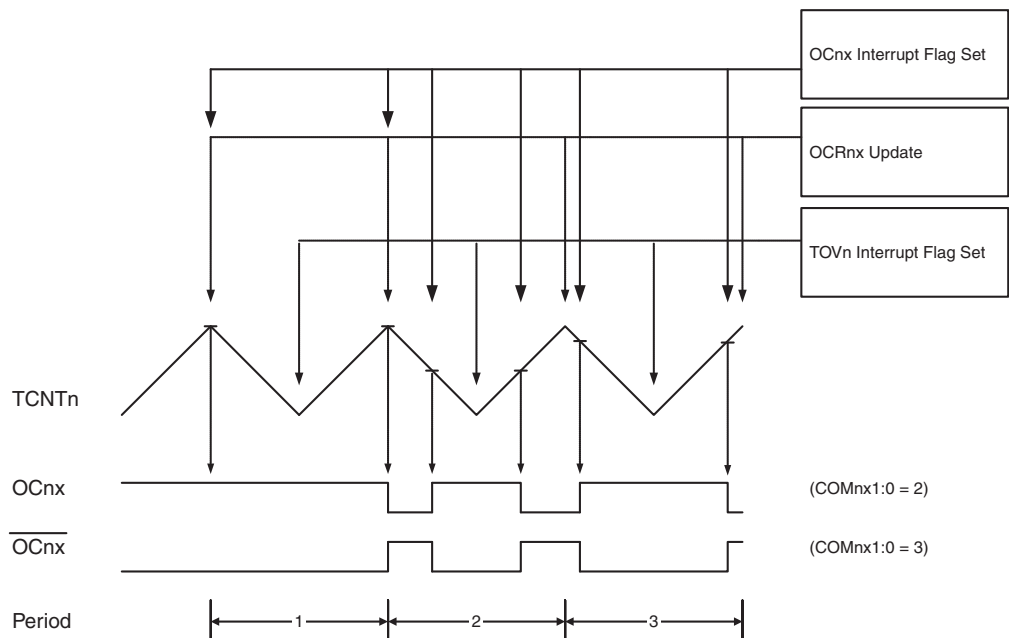 OCnx Interrupt Flag Set
OCRnx Update
TOVn Interrupt Flag Set
TCNTn
OCnx
(COMnx1:0 = 2)
OCnx
(COMnx1:0 = 3)
Period
1
2
3